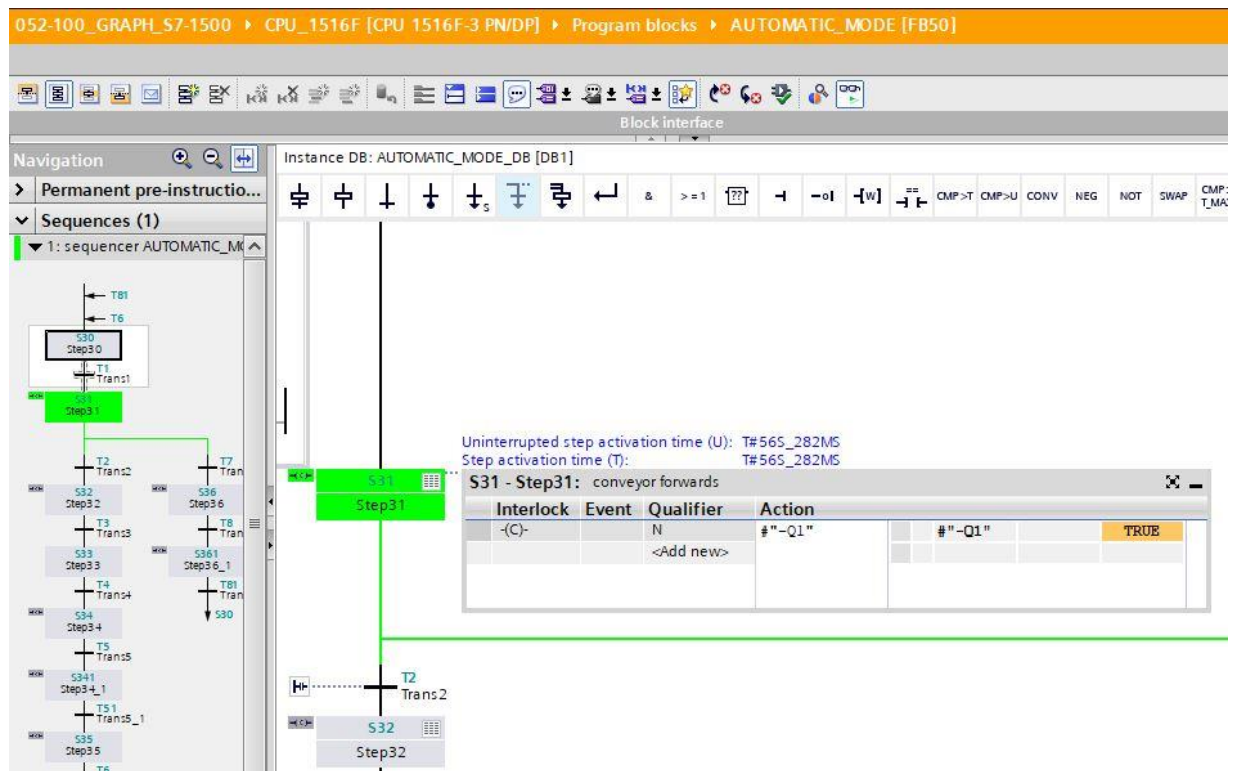 052-100_GRAPH_S7-1500 ▸ CPU_1516F [CPU 1516F-3 PN/DP] ▸ Program blocks ▸ AUTOMATIC_MODE [FB50]
Block interface
Navigation
Instance DB: AUTOMATIC_MODE_DB [DB1]
Permanent pre-instructio...
& >=1 ?? CMP>T CMP>U CONV NEG NOT SWAP
Sequences (1)
1: sequencer AUTOMATIC_M
T81
T6
S30
Step30
T1
Trans1
S31
Step31
T2
Trans2
T7
Tran
S32
Step32
S36
Step36
T3
Trans3
T8
Tran
S33
Step33
S361
Step36_1
T4
Trans4
T81
Tran
S34
Step34
S30
T5
Trans5
S341
Step34_1
T51
Trans5_1
S35
Step35
T6
Uninterrupted step activation time (U): T#56S_282MS
Step activation time (T): T#56S_282MS
S31
Step31
S31 - Step31: conveyor forwards
Interlock Event Qualifier Action
-(C)- N #"-Q1" #"-Q1" TRUE
<Add new>
T2
Trans2
S32
Step32